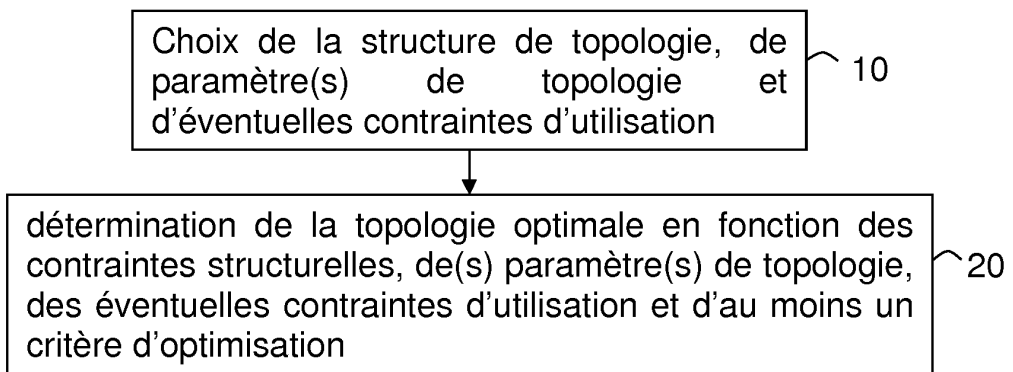 Choix de la structure de topologie, de
paramètre(s) de topologie et
d'éventuelles contraintes d'utilisation
10
détermination de la topologie optimale en fonction des
contraintes structurelles, de(s) paramètre(s) de topologie,
des éventuelles contraintes d'utilisation et d'au moins un
critère d'optimisation
20